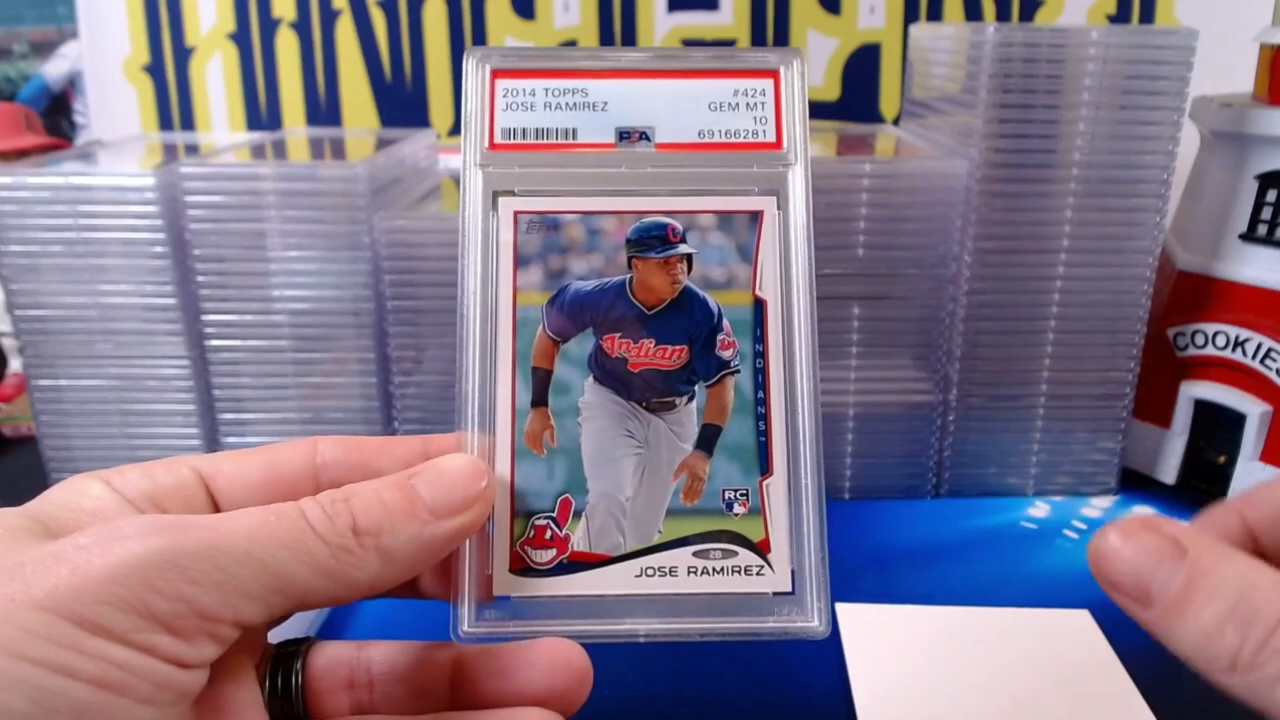 2014 TOPPS #424
JOSE RAMIREZ GEM MT
10
PSA 69166281
Topps
C
Indian
INDIANS
RC
2B
JOSE RAMIREZ
COOKIES